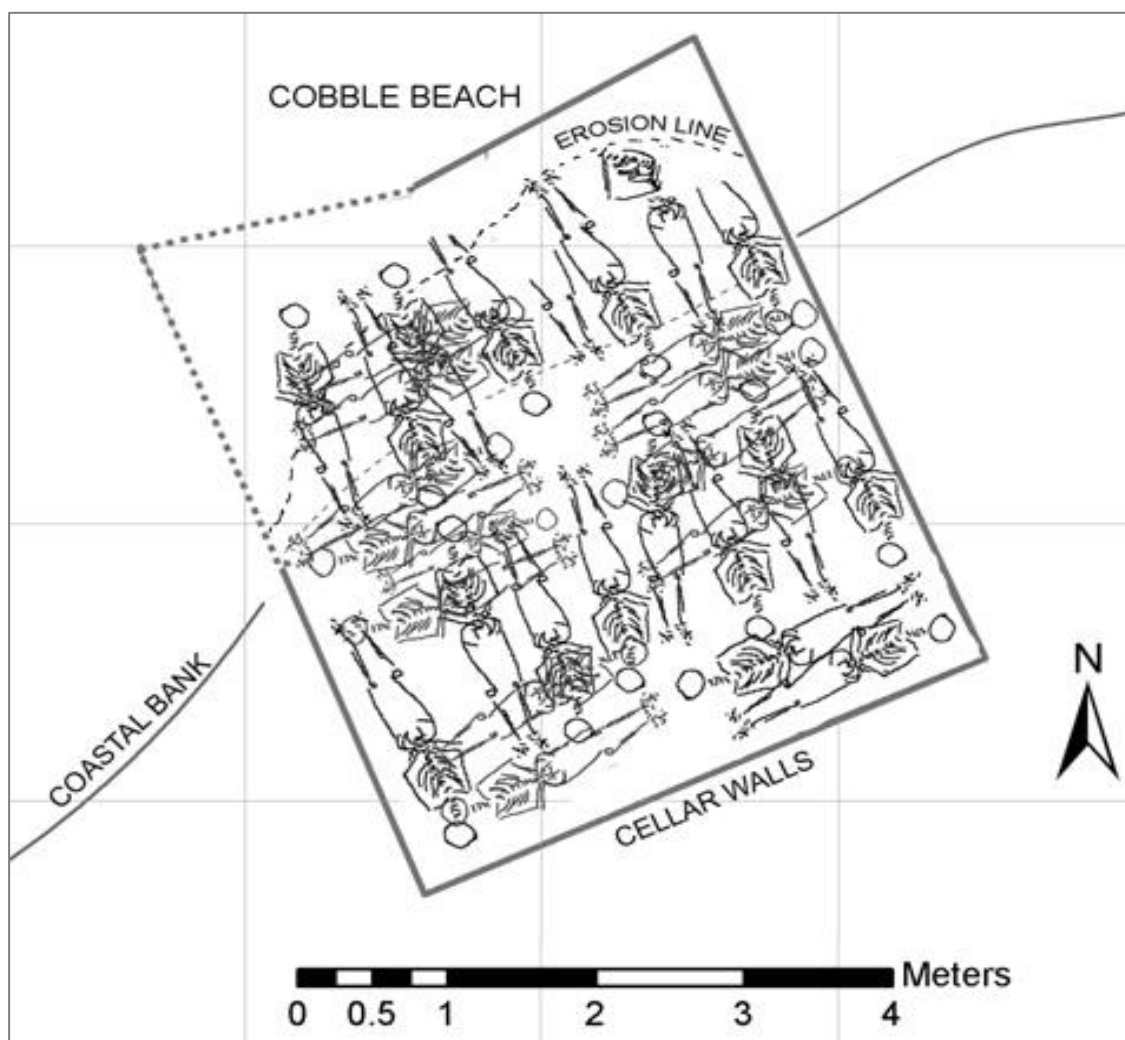 COBBLE BEACH
EROSION LINE
COASTAL BANK
CELLAR WALLS
N
Meters
0 0.5 1 2 3 4